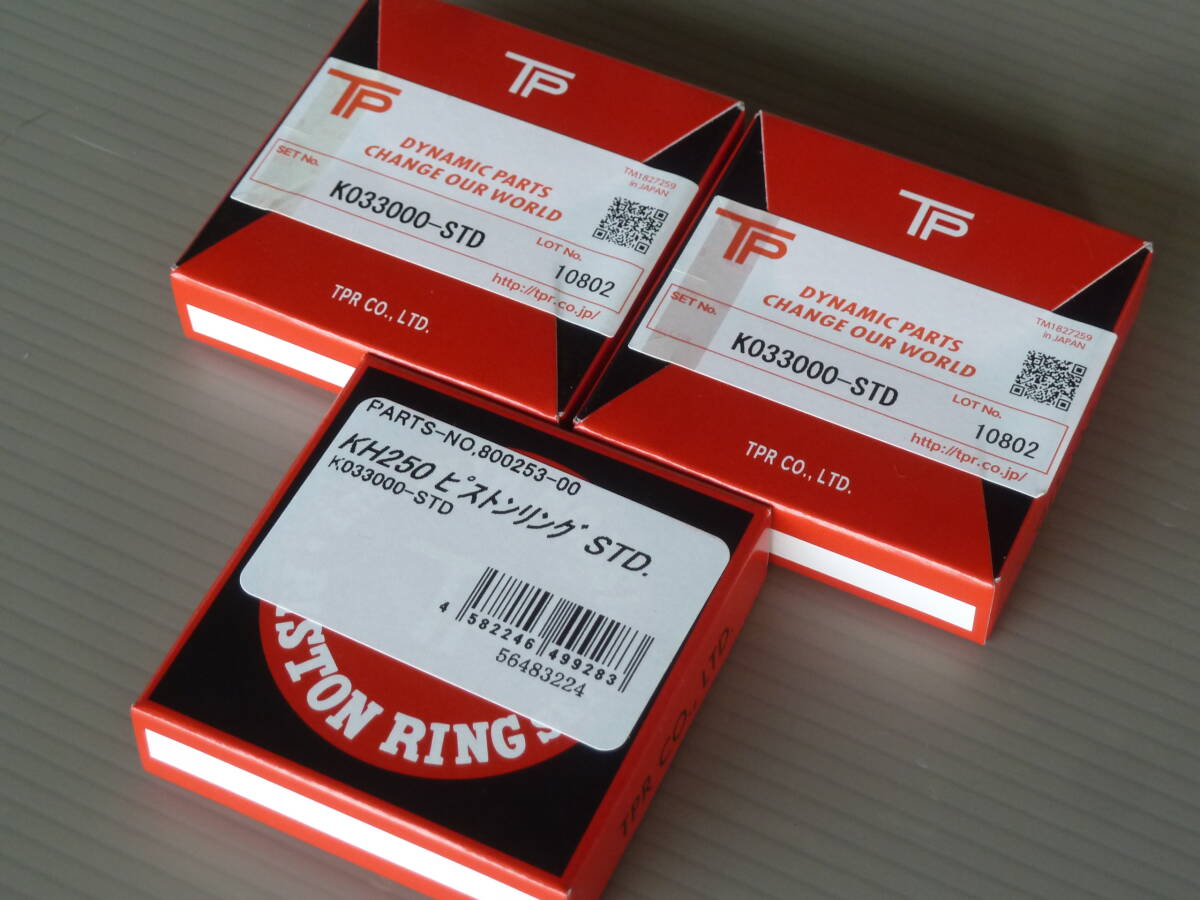 TP
TP
DYNAMIC PARTS
CHANGE OUR WORLD
TM1827259
in JAPAN
SET No.
K033000-STD
LOT No.
10802
http://tpr.co.jp/
TPR CO., LTD.
TP
TP
DYNAMIC PARTS
CHANGE OUR WORLD
TM1827259
in JAPAN
SET No.
K033000-STD
LOT No.
10802
http://tpr.co.jp/
TPR CO., LTD.
PARTS-NO.800253-00
KH250 ピストンリング STD.
K033000-STD
4 582246 499283
56483224
STON RINGS
TPR CO., LTD.